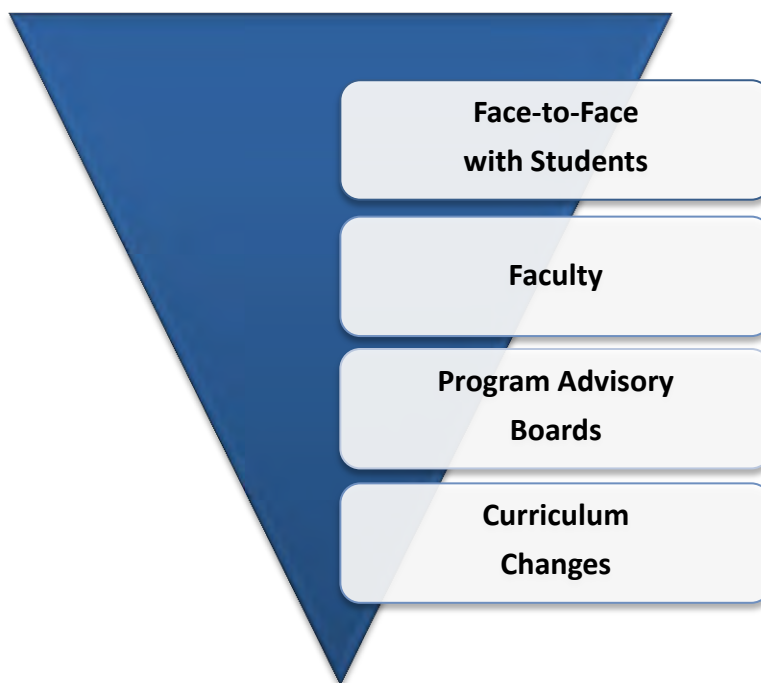 Face-to-Face
with Students
Faculty
Program Advisory
Boards
Curriculum
Changes